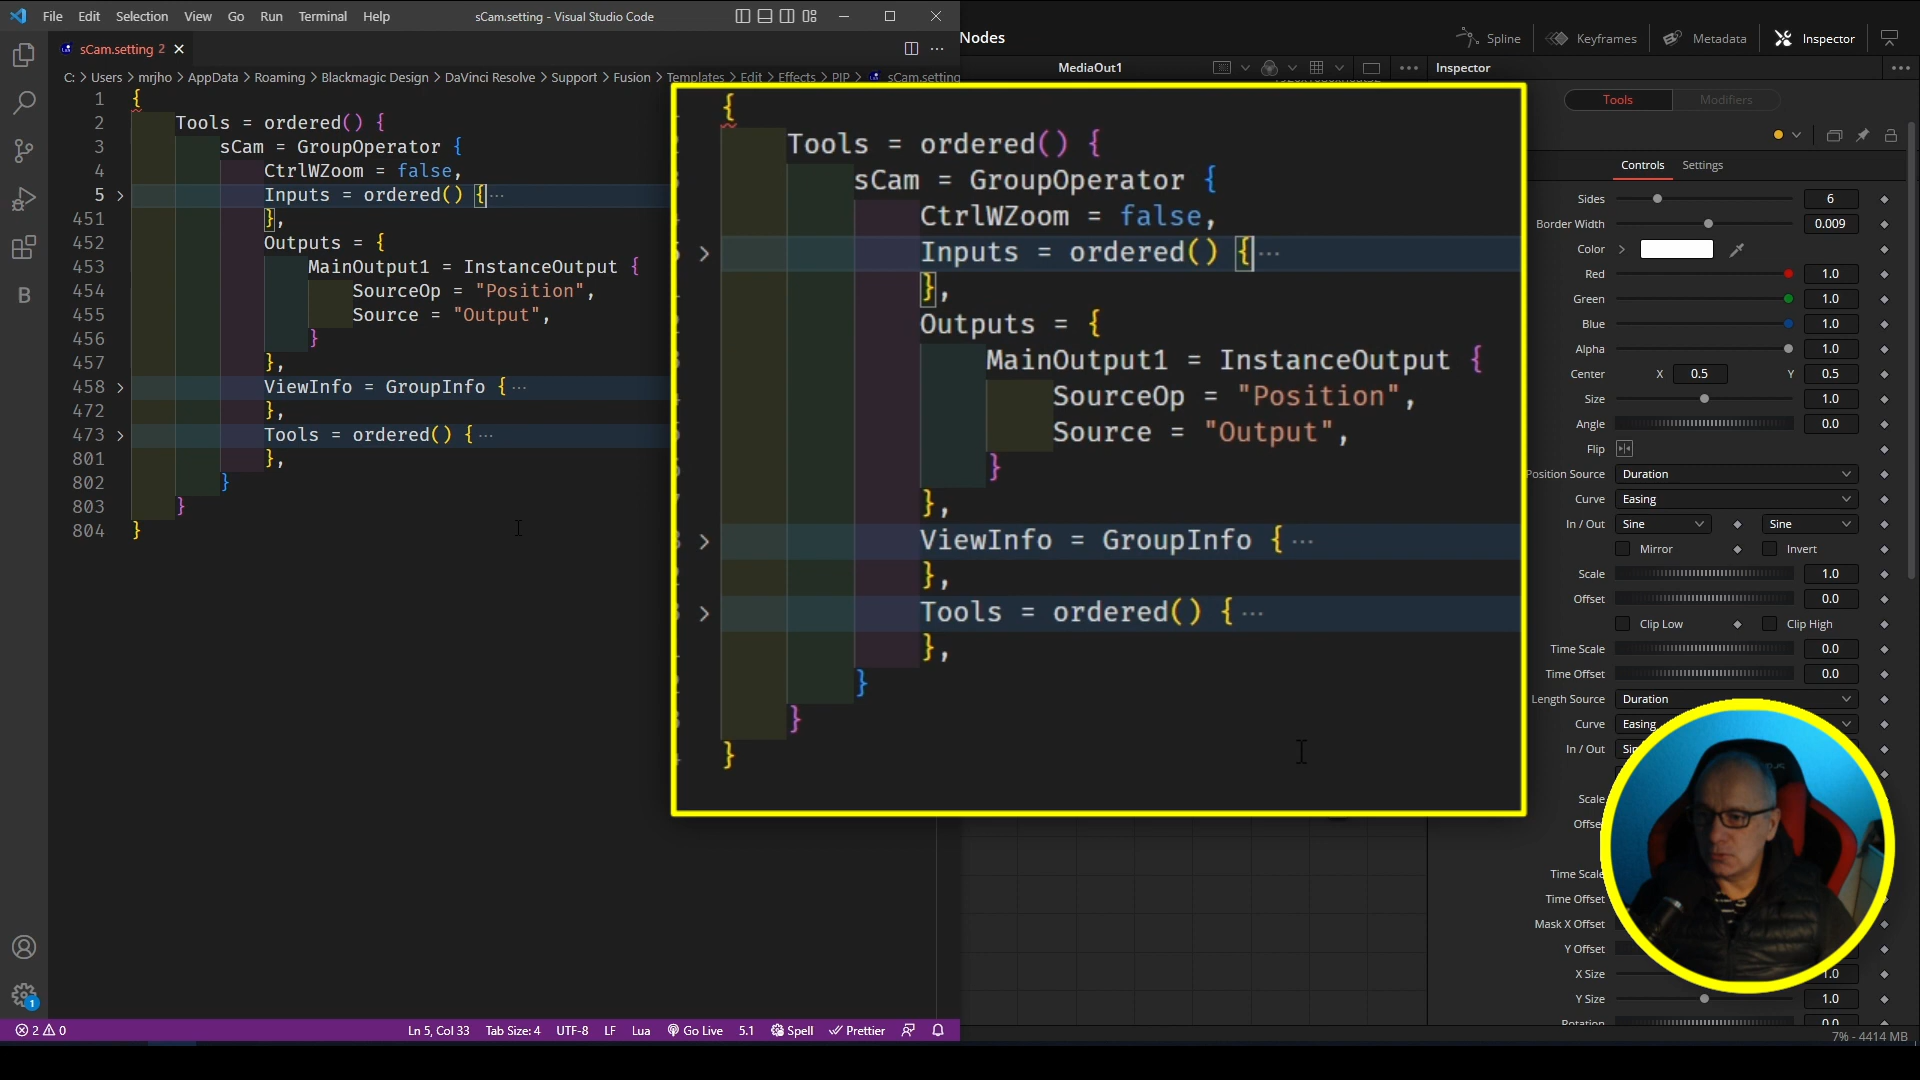 File Edit Selection View Go Run Terminal Help
sCam.setting - Visual Studio Code
sCam.setting 2
C: > Users > mrjho > AppData > Roaming > Blackmagic Design > DaVinci Resolve > Support > Fusion > Templates > Edit > Effects > PIP > sCam.setting
1 {
2 Tools = ordered() {
3 sCam = GroupOperator {
4 CtrlWZoom = false,
5 Inputs = ordered() {···
451 },
452 Outputs = {
453 MainOutput1 = InstanceOutput {
454 SourceOp = "Position",
455 Source = "Output",
456 }
457 },
458 ViewInfo = GroupInfo {···
472 },
473 Tools = ordered() {···
801 },
802 }
803 }
804 }
B
1
2 0
Ln 5, Col 33 Tab Size: 4 UTF-8 LF Lua Go Live 5.1 Spell Prettier
{
Tools = ordered() {
sCam = GroupOperator {
CtrlWZoom = false,
Inputs = ordered() {···
},
Outputs = {
MainOutput1 = InstanceOutput {
SourceOp = "Position",
Source = "Output",
}
},
ViewInfo = GroupInfo {···
},
Tools = ordered() {···
},
}
}
}
Nodes
Spline Keyframes Metadata Inspector
MediaOut1
Inspector
Tools Modifiers
Controls Settings
Sides 6
Border Width 0.009
Color
Red 1.0
Green 1.0
Blue 1.0
Alpha 1.0
Center X 0.5 Y 0.5
Size 1.0
Angle 0.0
Flip
Position Source Duration
Curve Easing
In / Out Sine Sine
Mirror Invert
Scale 1.0
Offset 0.0
Clip Low Clip High
Time Scale 0.0
Time Offset 0.0
Length Source Duration
Curve Easing
In / Out
Scale
Time Offset
Mask X Offset
Y Offset
X Size 1.0
Y Size 1.0
Rotation 0.0
7% - 4414 MB